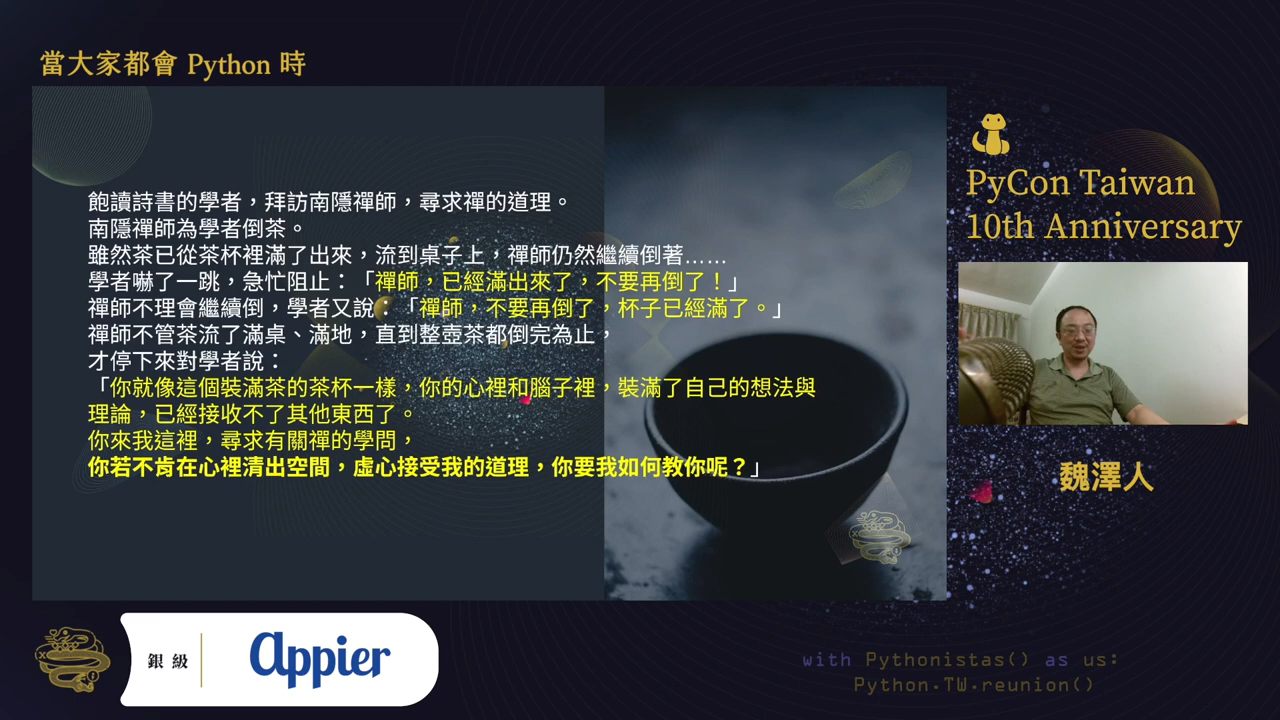 當大家都會 Python 時
飽讀詩書的學者，拜訪南隱禪師，尋求禪的道理。
南隱禪師為學者倒茶。
雖然茶已從茶杯裡滿了出來，流到桌子上，禪師仍然繼續倒著……
學者嚇了一跳，急忙阻止：「禪師，已經滿出來了，不要再倒了！」
禪師不理會繼續倒，學者又說：「禪師，不要再倒了，杯子已經滿了。」
禪師不管茶流了滿桌、滿地，直到整壺茶都倒完為止，
才停下來對學者說：
「你就像這個裝滿茶的茶杯一樣，你的心裡和腦子裡，裝滿了自己的想法與
理論，已經接收不了其他東西了。
你來我這裡，尋求有關禪的學問，
你若不肯在心裡清出空間，虛心接受我的道理，你要我如何教你呢？」
PyCon Taiwan
10th Anniversary
魏澤人
銀級
appier
with Pythonistas() as us:
Python.TW.reunion()